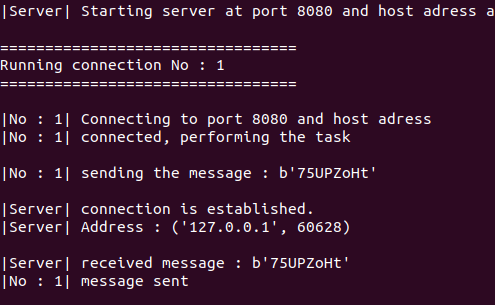 |Server| Starting server at port 8080 and host adress a
=================================
Running connection No : 1
=================================
|No : 1| Connecting to port 8080 and host adress
|No : 1| connected, performing the task
|No : 1| sending the message : b'75UPZoHt'
|Server| connection is established.
|Server| Address : ('127.0.0.1', 60628)
|Server| received message : b'75UPZoHt'
|No : 1| message sent